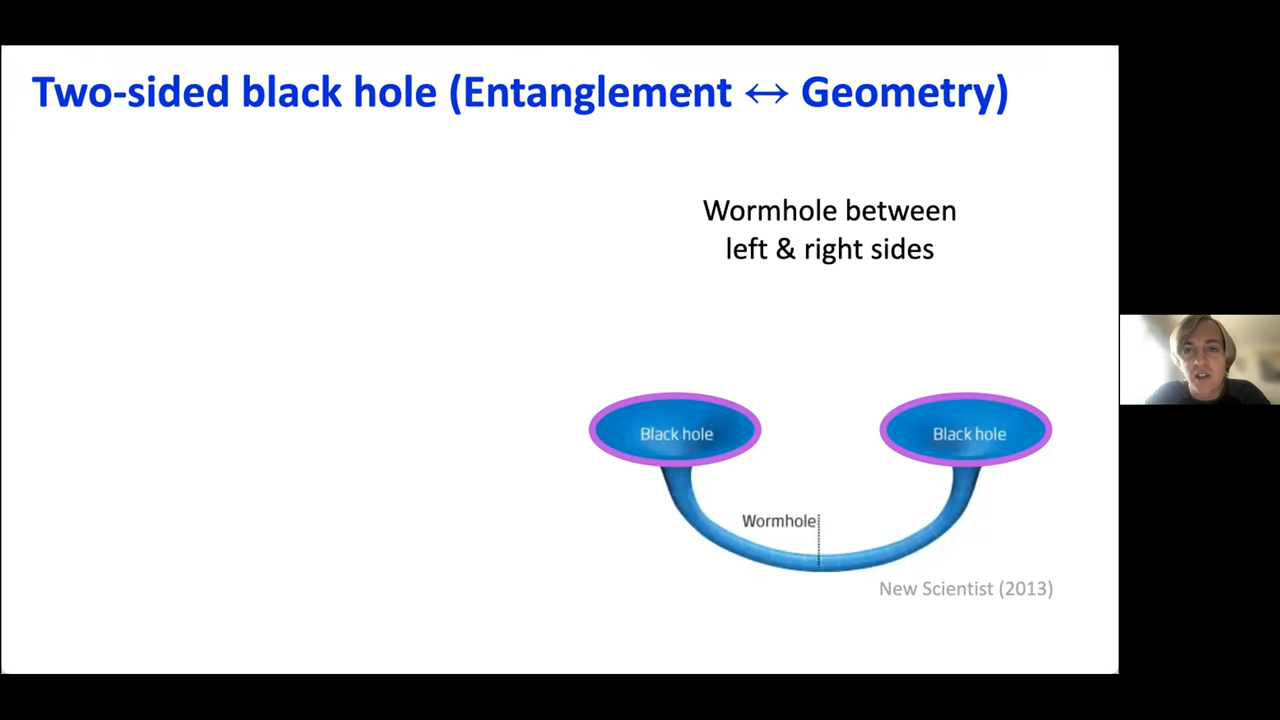 Two-sided black hole (Entanglement ↔ Geometry)
Wormhole between
left & right sides
Black hole
Black hole
Wormhole
New Scientist (2013)